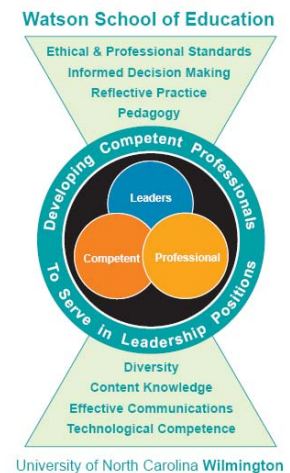 Watson School of Education
Ethical & Professional Standards
Informed Decision Making
Reflective Practice
Pedagogy
Developing Competent Professionals
Leaders
Competent
Professional
To Serve in Leadership Positions
Diversity
Content Knowledge
Effective Communications
Technological Competence
University of North Carolina Wilmington